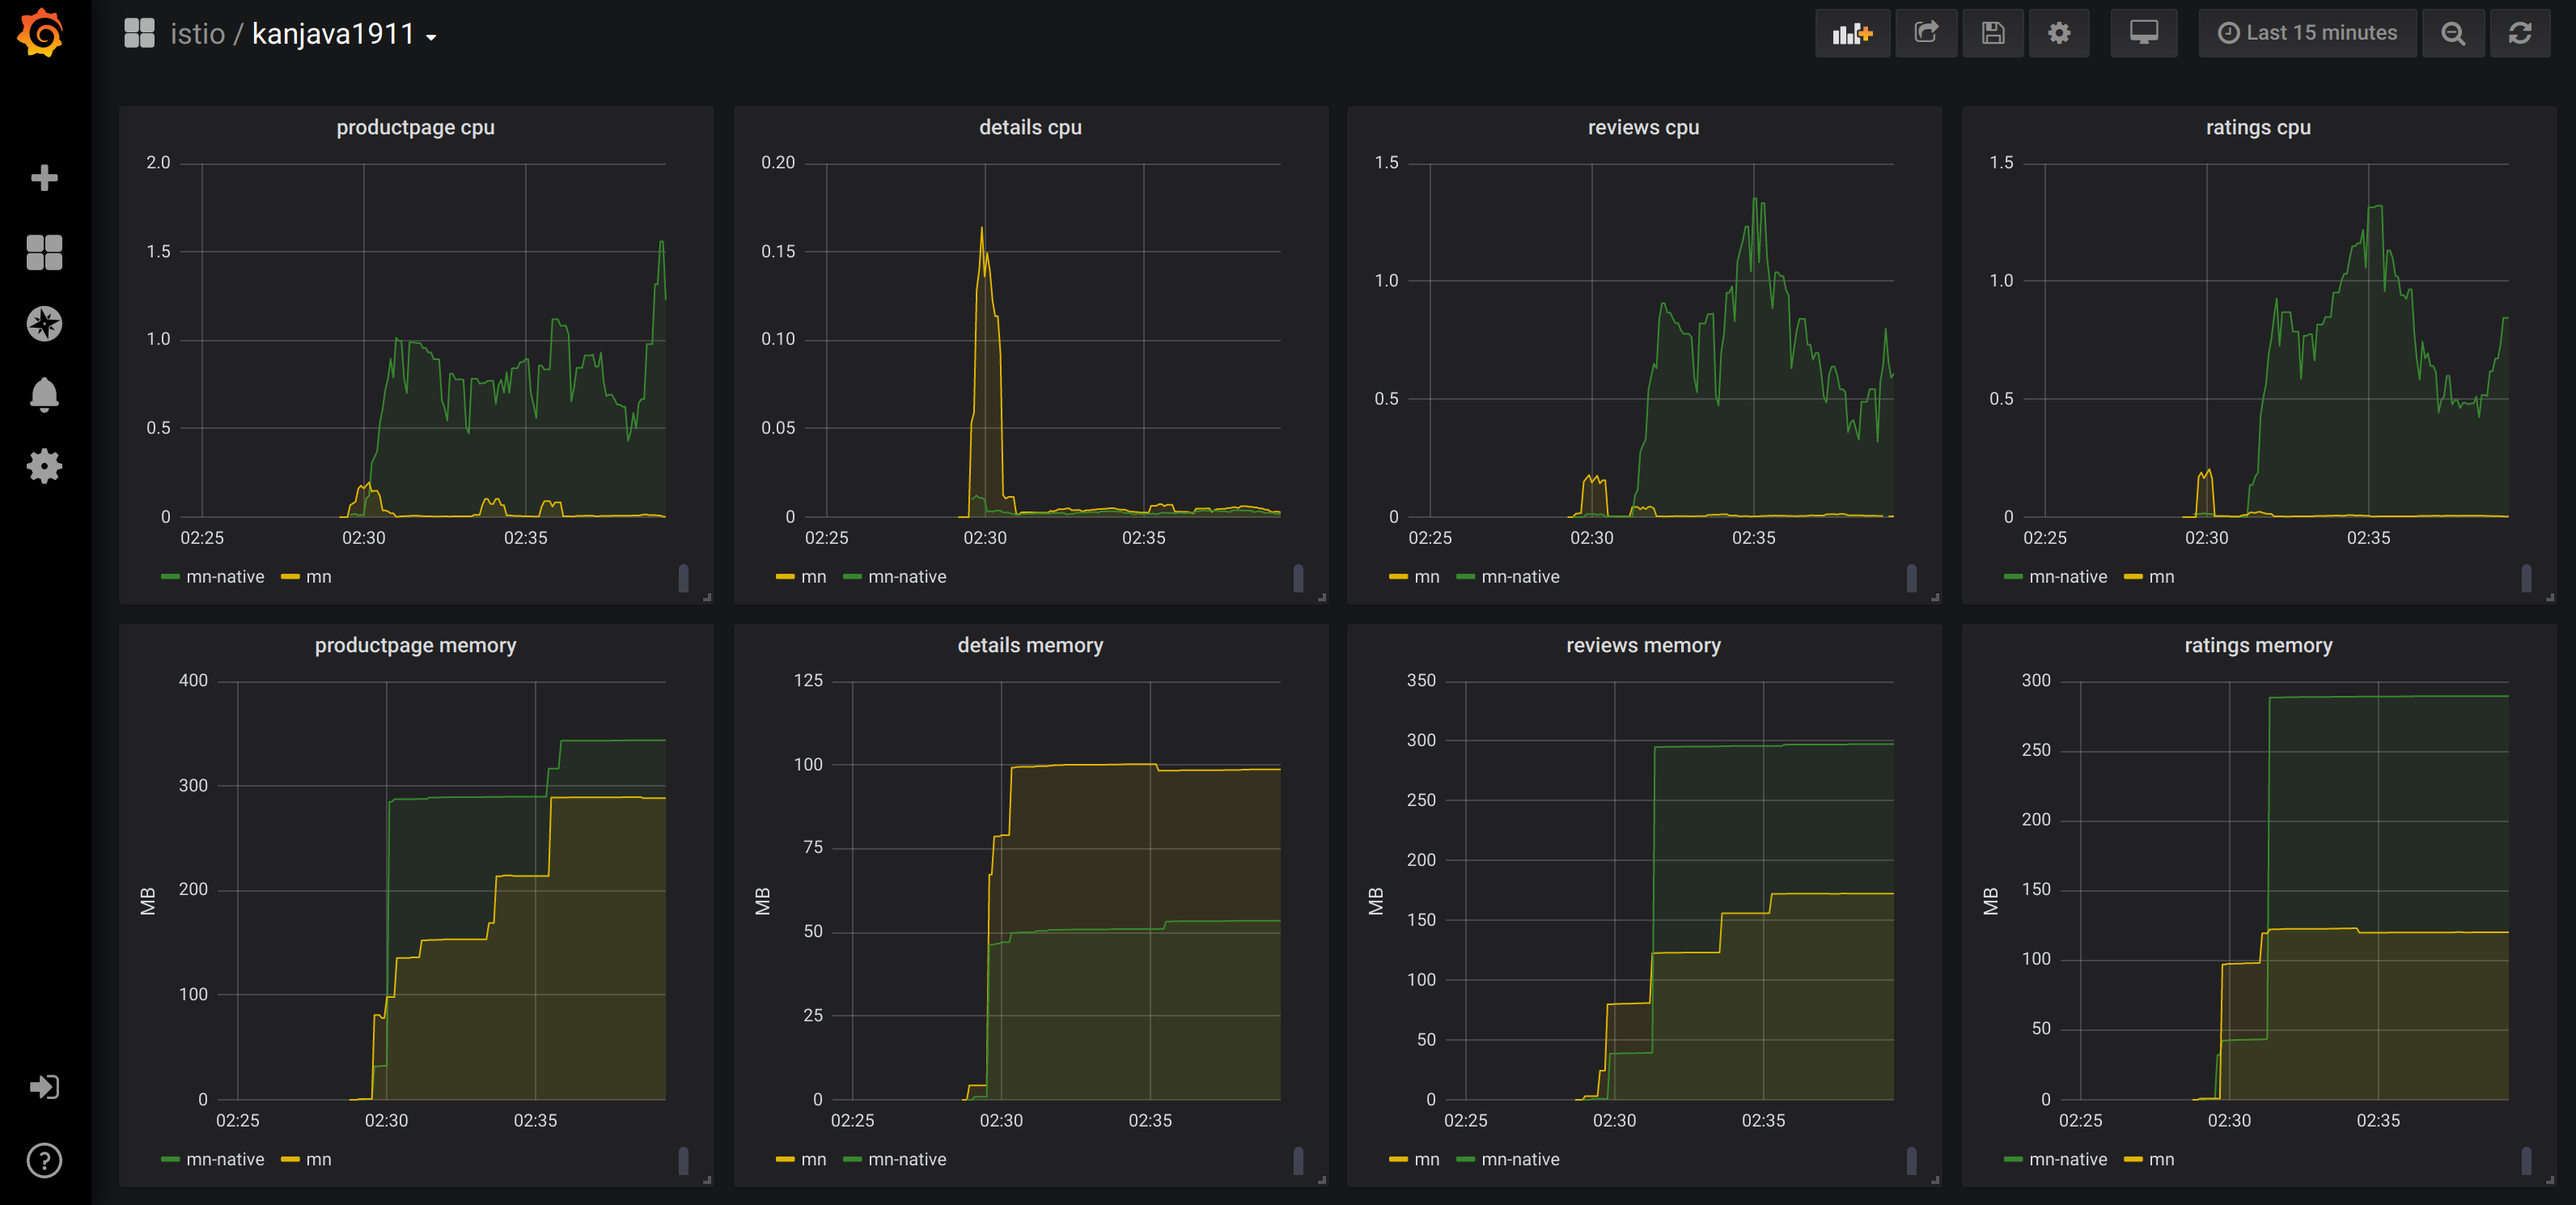 istio / kanjava1911
Last 15 minutes
productpage cpu
2.0
1.5
1.0
0.5
0
02:25 02:30 02:35
mn-native mn
details cpu
0.20
0.15
0.10
0.05
0
02:25 02:30 02:35
mn mn-native
reviews cpu
1.5
1.0
0.5
0
02:25 02:30 02:35
mn mn-native
ratings cpu
1.5
1.0
0.5
0
02:25 02:30 02:35
mn-native mn
productpage memory
MB
400
300
200
100
0
02:25 02:30 02:35
mn-native mn
details memory
MB
125
100
75
50
25
0
02:25 02:30 02:35
mn mn-native
reviews memory
MB
350
300
250
200
150
100
50
0
02:25 02:30 02:35
mn mn-native
ratings memory
MB
300
250
200
150
100
50
0
02:25 02:30 02:35
mn-native mn